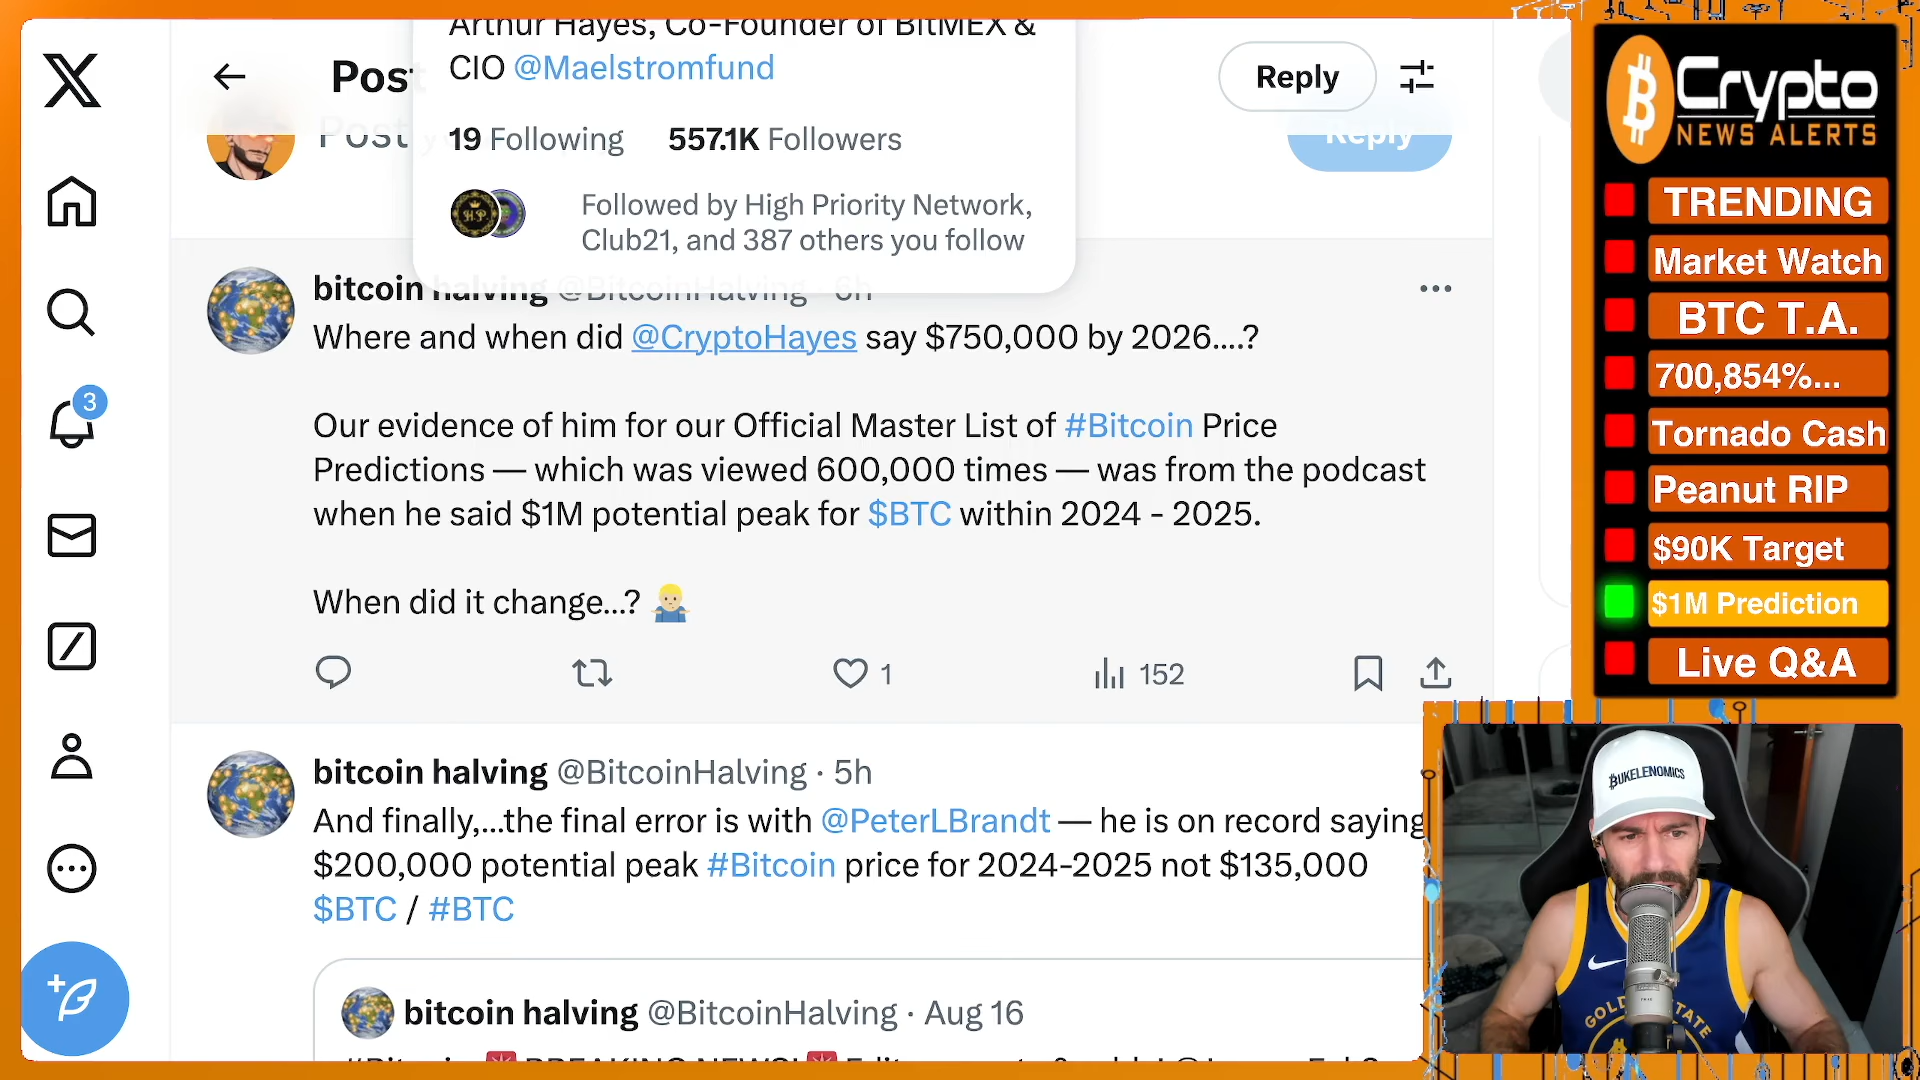 Arthur Hayes, Co-Founder of BitMEX &
CIO @Maelstromfund
Post
Reply
Post
Reply
19 Following 557.1K Followers
Followed by High Priority Network,
Club21, and 387 others you follow
bitcoin halving @BitcoinHalving · 6h
Where and when did @CryptoHayes say $750,000 by 2026....?
Our evidence of him for our Official Master List of #Bitcoin Price
Predictions — which was viewed 600,000 times — was from the podcast
when he said $1M potential peak for $BTC within 2024 - 2025.
When did it change...?
1
152
3
bitcoin halving @BitcoinHalving · 5h
And finally,...the final error is with @PeterLBrandt — he is on record saying
$200,000 potential peak #Bitcoin price for 2024-2025 not $135,000
$BTC / #BTC
bitcoin halving @BitcoinHalving · Aug 16
Crypto
NEWS ALERTS
TRENDING
Market Watch
BTC T.A.
700,854%...
Tornado Cash
Peanut RIP
$90K Target
$1M Prediction
Live Q&A
BUKELENOMICS
GOLDEN STATE